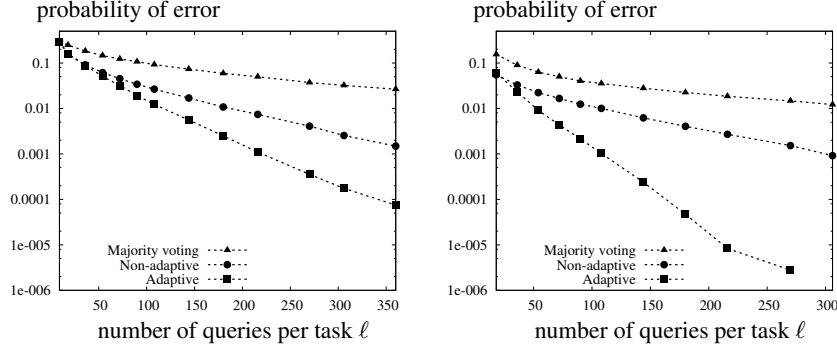 probability of error
0.1
0.01
0.001
0.0001
1e-005
1e-006
Majority voting
Non-adaptive
Adaptive
50 100 150 200 250 300 350
number of queries per task ℓ
probability of error
0.1
0.01
0.001
0.0001
1e-005
1e-006
Majority voting
Non-adaptive
Adaptive
50 100 150 200 250 300
number of queries per task ℓ